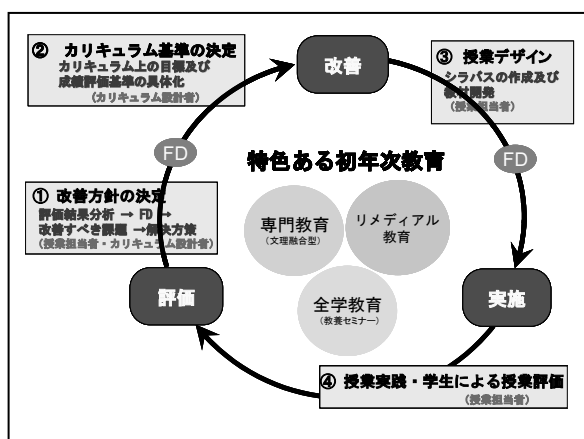 ② カリキュラム基準の決定
カリキュラム上の目標及び
成績評価基準の具体化
(カリキュラム設計者)
改善
③ 授業デザイン
シラバスの作成及び
教材開発
(授業担当者)
FD
FD
特色ある初年次教育
① 改善方針の決定
評価結果分析 → FD →
改善すべき課題 →解決方策
(授業担当者・カリキュラム設計者)
専門教育
(文理融合型)
リメディアル
教育
全学教育
(教養セミナー)
評価
実施
④ 授業実践・学生による授業評価
(授業担当者)